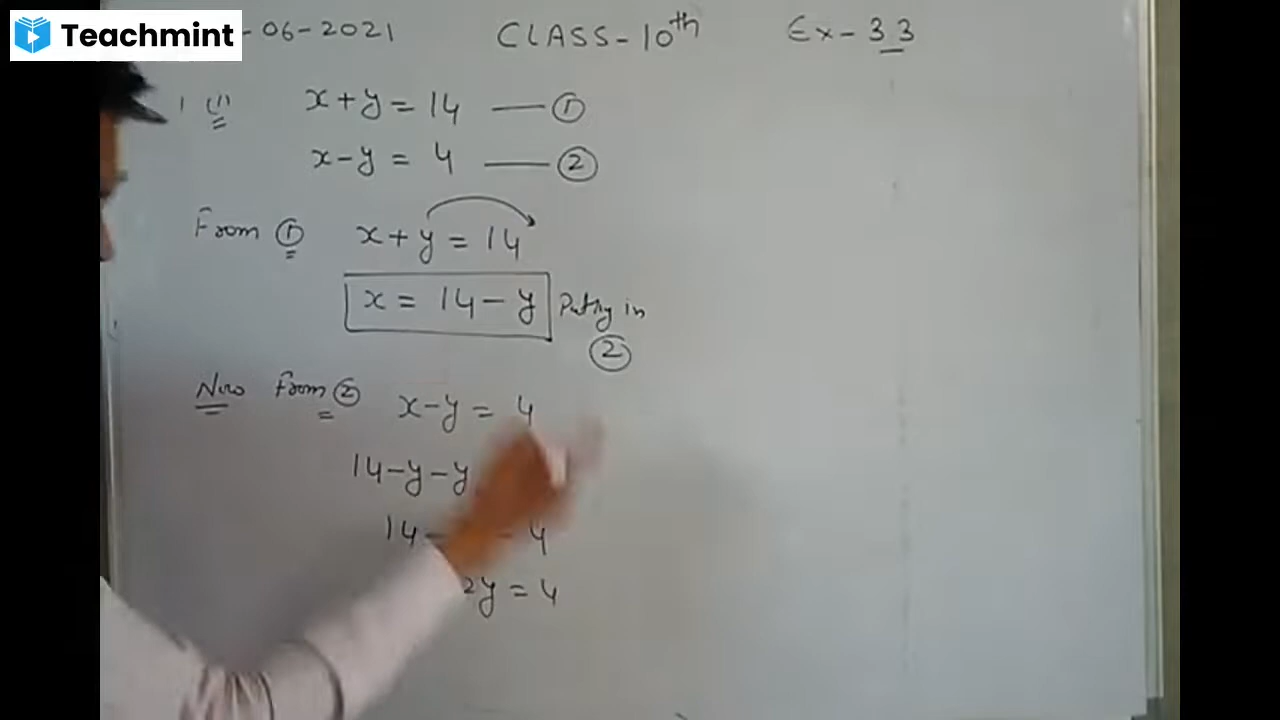 Teachmint
-06-2021 CLASS-10th Ex-3.3
1 (i) x+y=14 — ①
x-y = 4 — ②
From ① x+y=14
x = 14-y Putting in
②
Now From ② x-y = 4
14-y-y
14- - 4
2y = 4